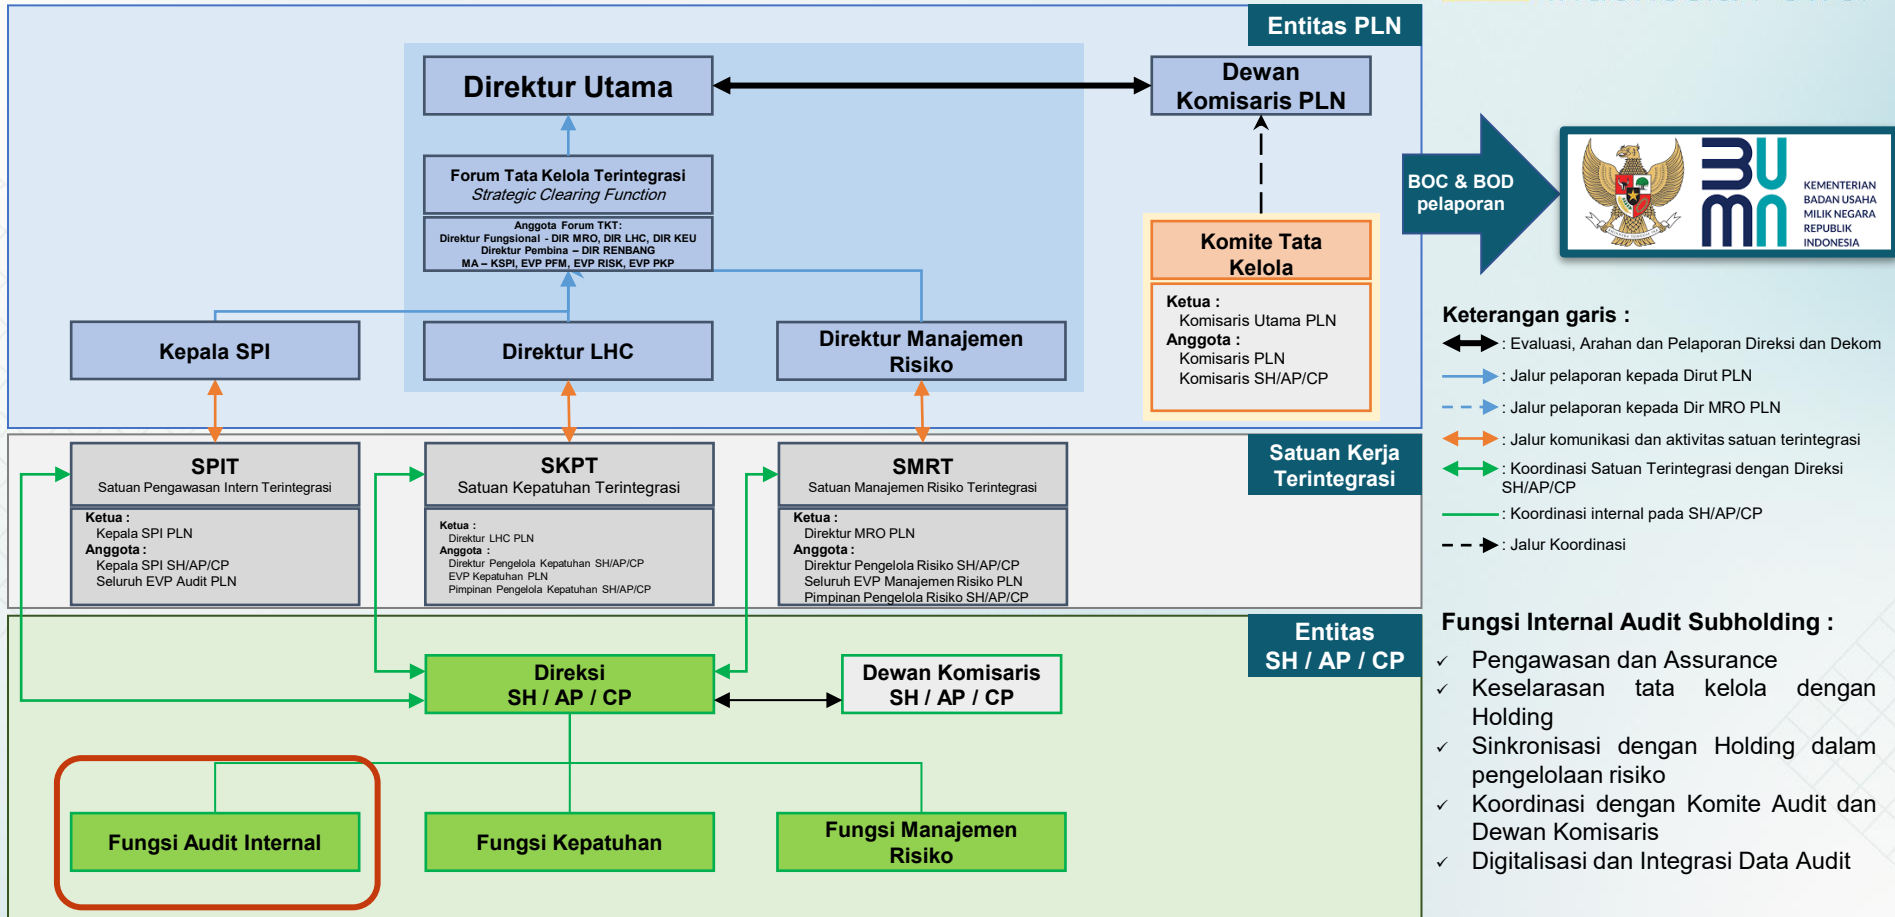 Entitas PLN
Direktur Utama
Dewan
Komisaris PLN
Forum Tata Kelola Terintegrasi
Strategic Clearing Function
Anggota Forum TKT:
Direktur Fungsional - DIR MRO, DIR LHC, DIR KEU
Direktur Pembina – DIR RENBANG
MA – KSPI, EVP PFM, EVP RISK, EVP PKP
Komite Tata
Kelola
Ketua :
Komisaris Utama PLN
Anggota :
Komisaris PLN
Komisaris SH/AP/CP
Kepala SPI
Direktur LHC
Direktur Manajemen
Risiko
BOC & BOD
pelaporan
BUMN
KEMENTERIAN
BADAN USAHA
MILIK NEGARA
REPUBLIK
INDONESIA
Keterangan garis :
: Evaluasi, Arahan dan Pelaporan Direksi dan Dekom
: Jalur pelaporan kepada Dirut PLN
: Jalur pelaporan kepada Dir MRO PLN
: Jalur komunikasi dan aktivitas satuan terintegrasi
: Koordinasi Satuan Terintegrasi dengan Direksi
SH/AP/CP
: Koordinasi internal pada SH/AP/CP
: Jalur Koordinasi
Satuan Kerja
Terintegrasi
SPIT
Satuan Pengawasan Intern Terintegrasi
Ketua :
Kepala SPI PLN
Anggota :
Kepala SPI SH/AP/CP
Seluruh EVP Audit PLN
SKPT
Satuan Kepatuhan Terintegrasi
Ketua :
Direktur LHC PLN
Anggota :
Direktur Pengelola Kepatuhan SH/AP/CP
EVP Kepatuhan PLN
Pimpinan Pengelola Kepatuhan SH/AP/CP
SMRT
Satuan Manajemen Risiko Terintegrasi
Ketua :
Direktur MRO PLN
Anggota :
Direktur Pengelola Risiko SH/AP/CP
Seluruh EVP Manajemen Risiko PLN
Pimpinan Pengelola Risiko SH/AP/CP
Entitas
SH / AP / CP
Direksi
SH / AP / CP
Dewan Komisaris
SH / AP / CP
Fungsi Audit Internal
Fungsi Kepatuhan
Fungsi Manajemen
Risiko
Fungsi Internal Audit Subholding :
✓ Pengawasan dan Assurance
✓ Keselarasan tata kelola dengan
Holding
✓ Sinkronisasi dengan Holding dalam
pengelolaan risiko
✓ Koordinasi dengan Komite Audit dan
Dewan Komisaris
✓ Digitalisasi dan Integrasi Data Audit